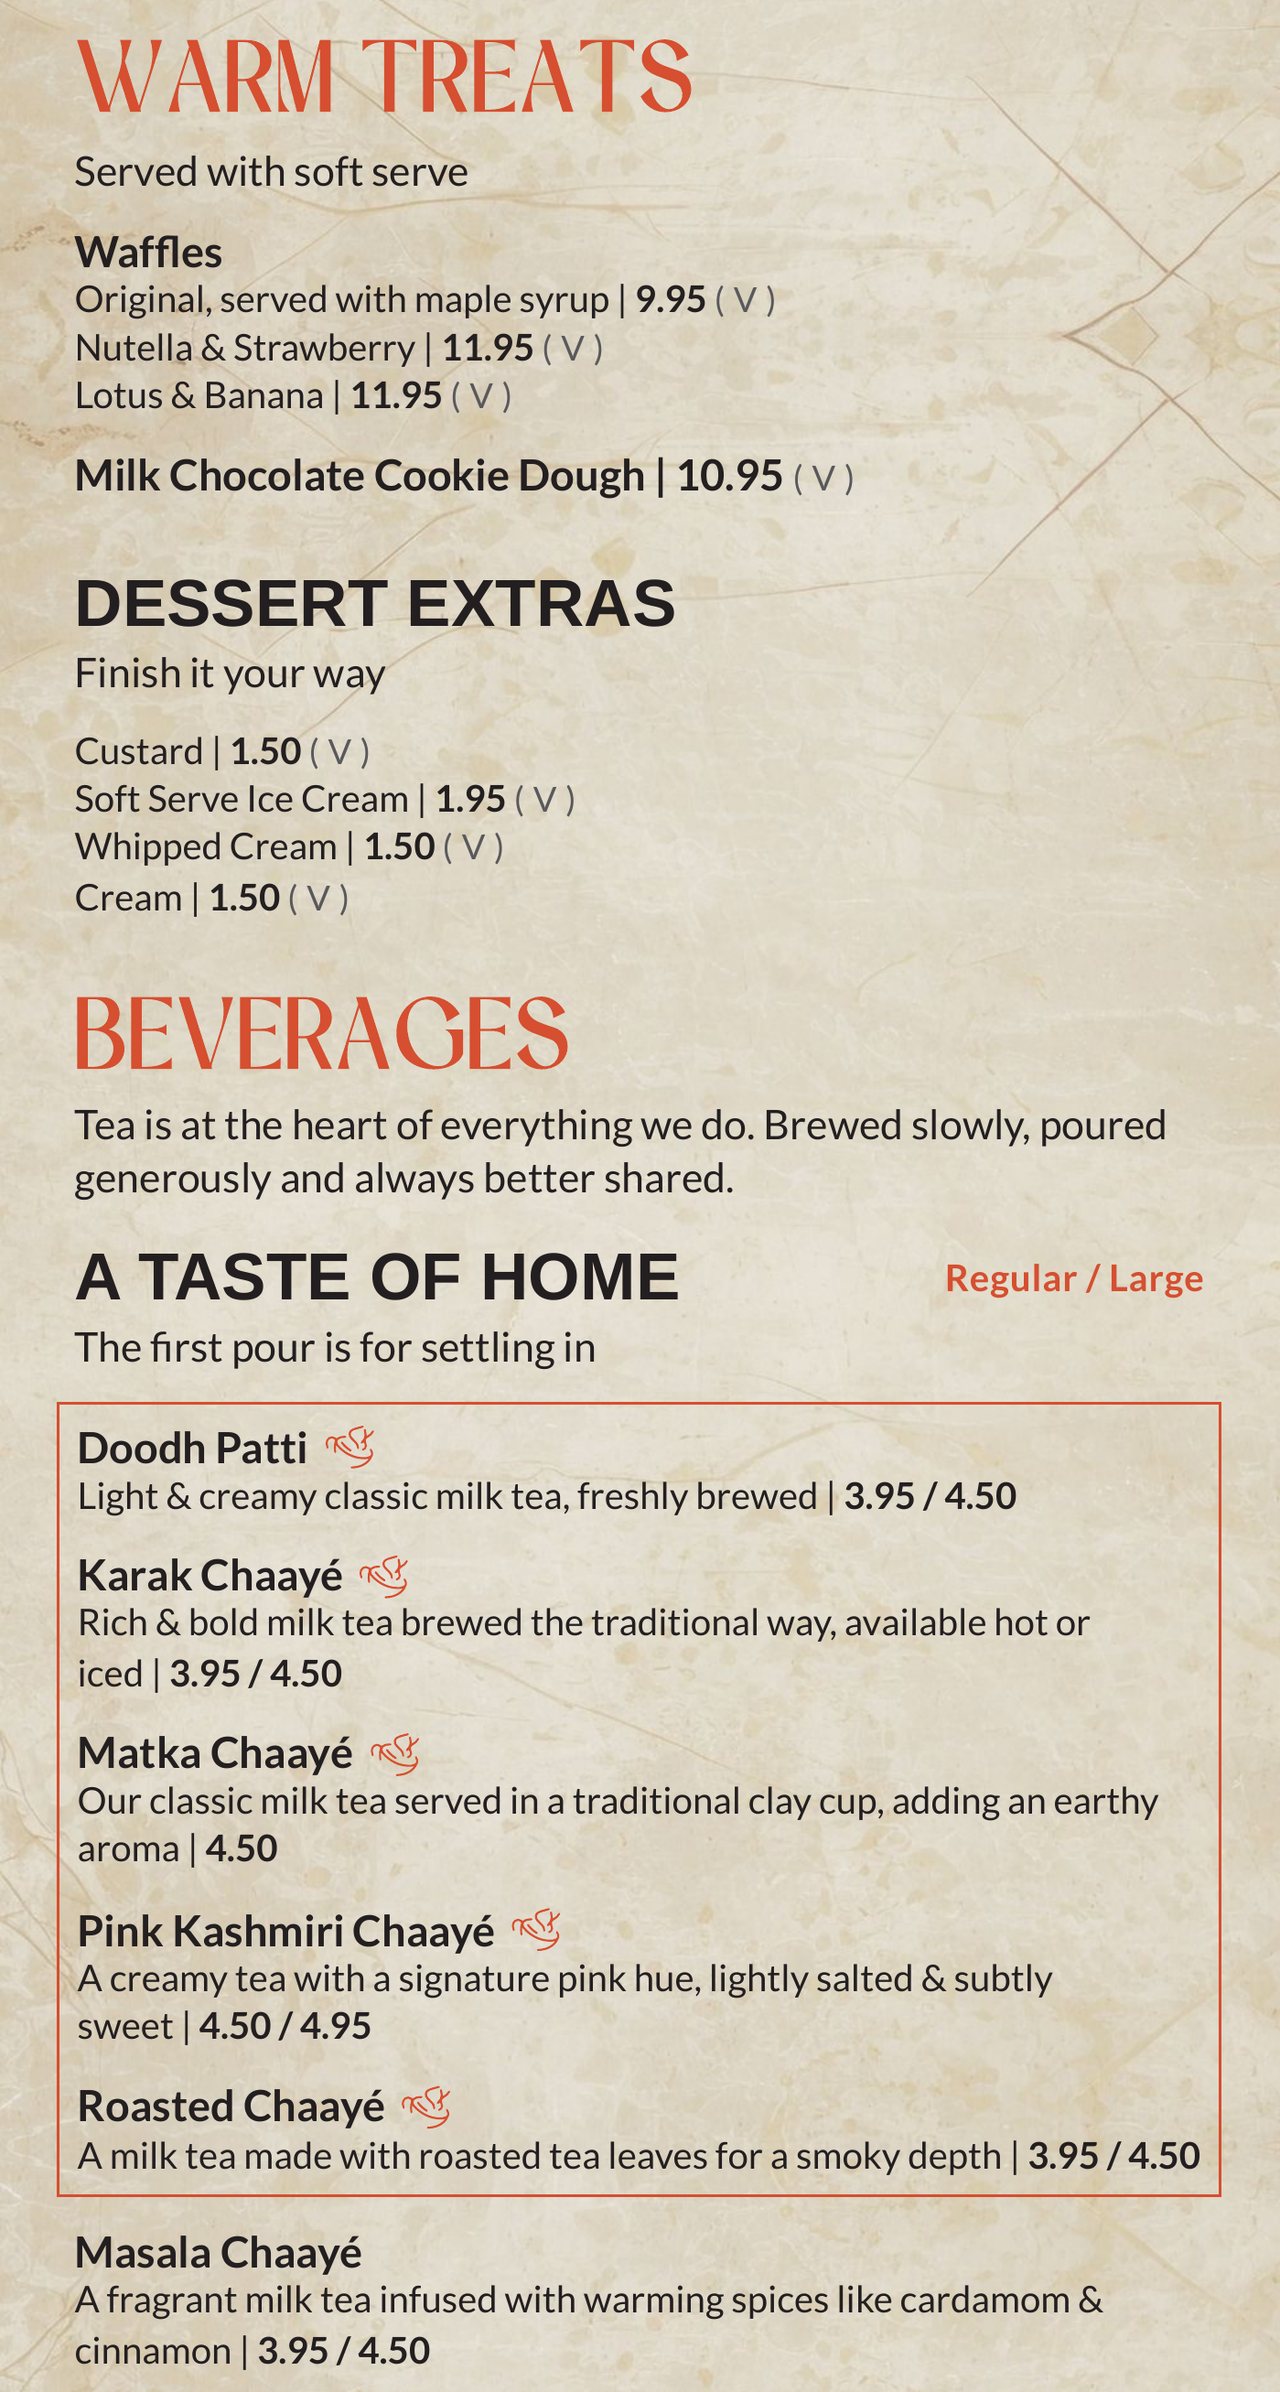 WARM TREATS
Served with soft serve
Waffles
Original, served with maple syrup | 9.95 ( V )
Nutella & Strawberry | 11.95 ( V )
Lotus & Banana | 11.95 ( V )
Milk Chocolate Cookie Dough | 10.95 ( V )
DESSERT EXTRAS
Finish it your way
Custard | 1.50 ( V )
Soft Serve Ice Cream | 1.95 ( V )
Whipped Cream | 1.50 ( V )
Cream | 1.50 ( V )
BEVERAGES
Tea is at the heart of everything we do. Brewed slowly, poured
generously and always better shared.
A TASTE OF HOME
Regular / Large
The first pour is for settling in
Doodh Patti
Light & creamy classic milk tea, freshly brewed | 3.95 / 4.50
Karak Chaayé
Rich & bold milk tea brewed the traditional way, available hot or
iced | 3.95 / 4.50
Matka Chaayé
Our classic milk tea served in a traditional clay cup, adding an earthy
aroma | 4.50
Pink Kashmiri Chaayé
A creamy tea with a signature pink hue, lightly salted & subtly
sweet | 4.50 / 4.95
Roasted Chaayé
A milk tea made with roasted tea leaves for a smoky depth | 3.95 / 4.50
Masala Chaayé
A fragrant milk tea infused with warming spices like cardamom &
cinnamon | 3.95 / 4.50